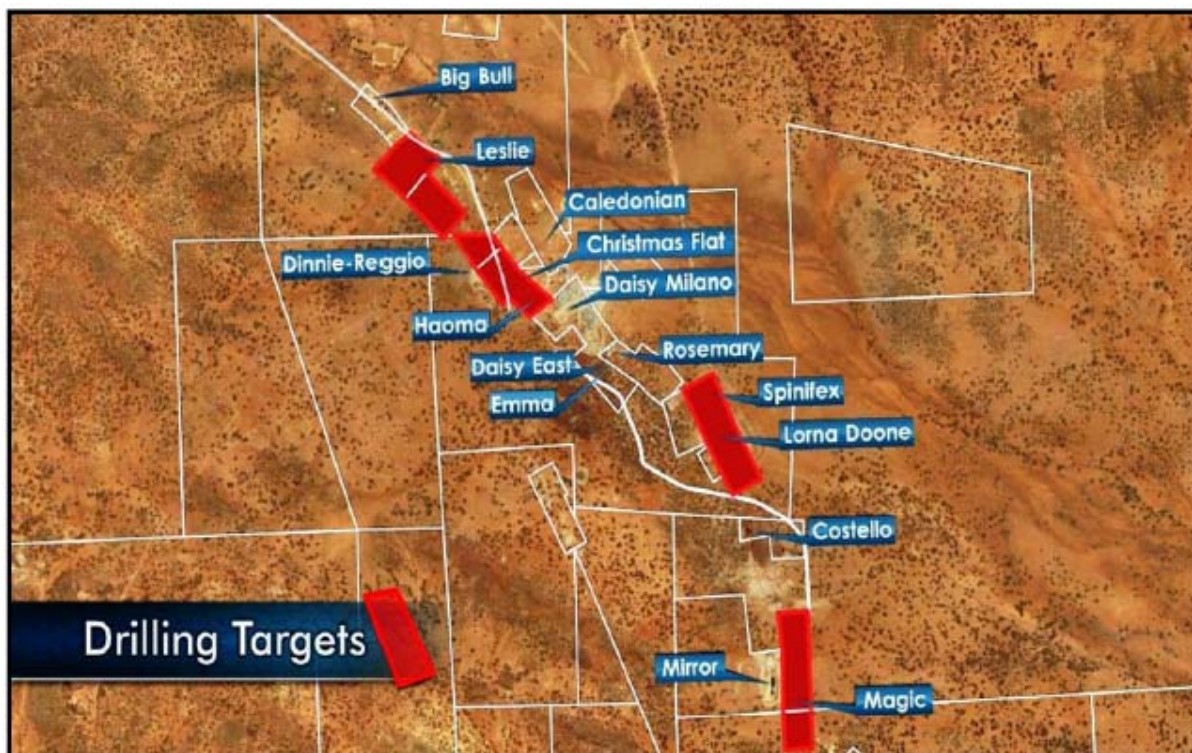 Big Bull
Leslie
Caledonian
Christmas Flat
Dinnie-Reggio
Daisy Milano
Haoma
Rosemary
Daisy East
Spinifex
Emma
Lorna Doone
Costello
Drilling Targets
Mirror
Magic